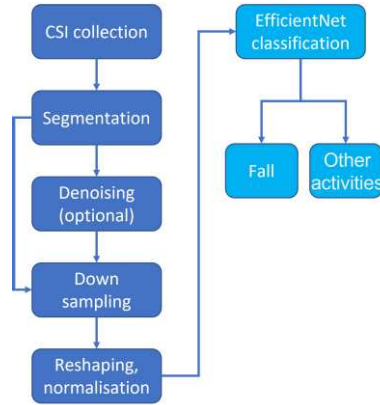 CSI collection
Segmentation
Denoising
(optional)
Down
sampling
Reshaping,
normalisation
EfficientNet
classification
Fall
Other
activities